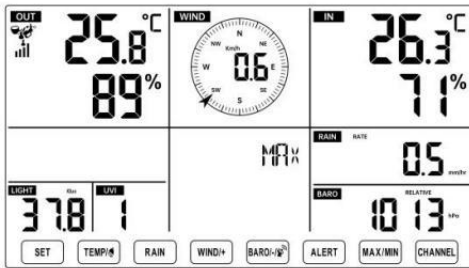 OUT
25.8 °C
89%
WIND
N
NW NE
Km/h
W 0.6 E
SW SE
S
IN
26.3 °C
71%
MAX
RAIN RATE
0.5 mm/hr
LIGHT Klux
37.8
UVI
1
BARO RELATIVE
1013 hPa
SET
TEMP/
RAIN
WIND/+
BARO/-/
ALERT
MAX/MIN
CHANNEL